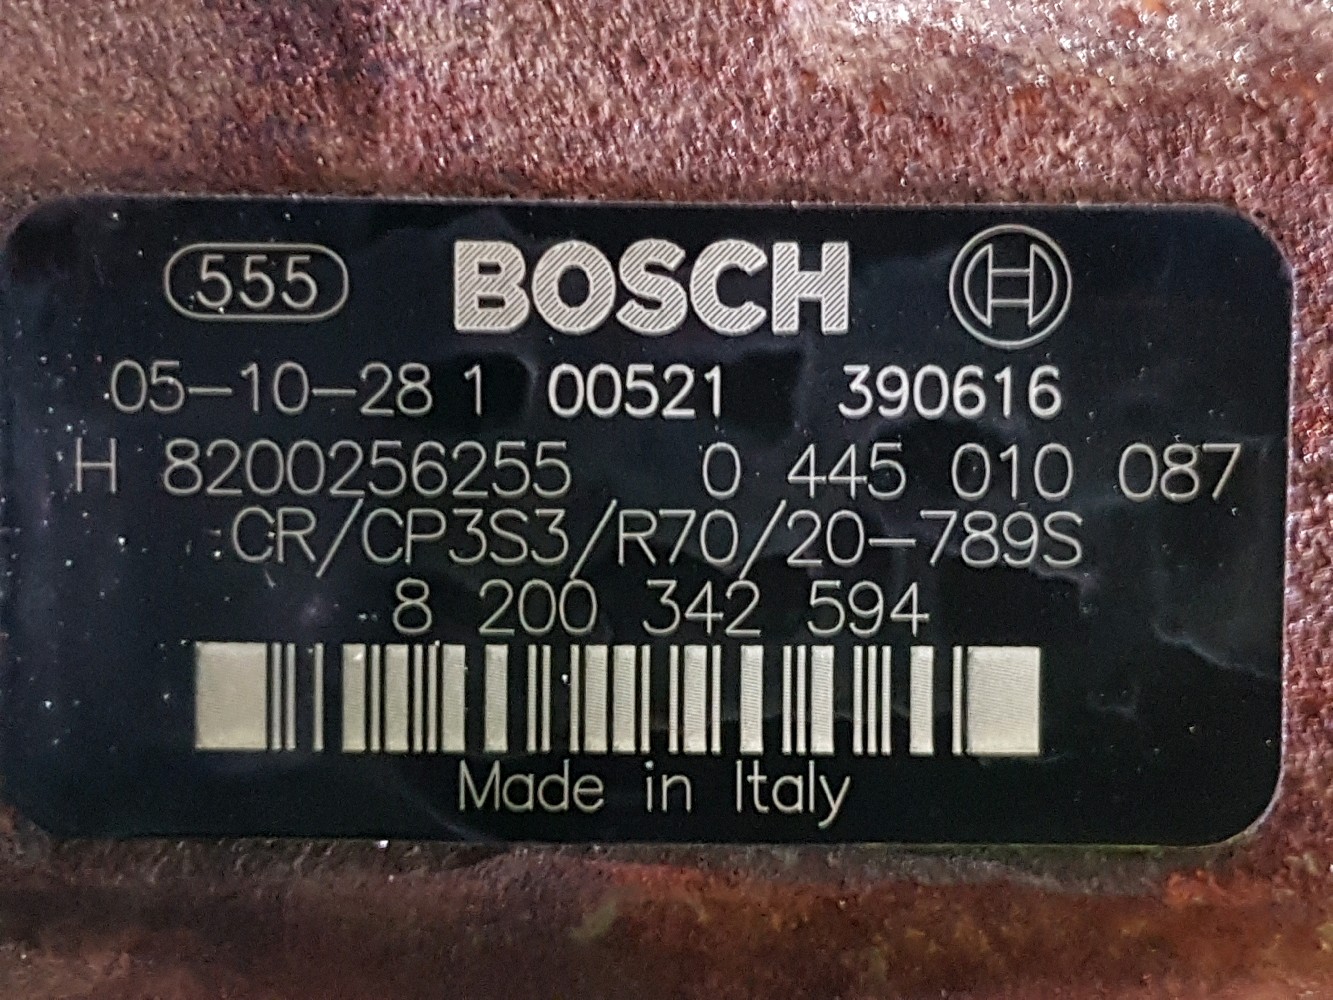 555 BOSCH
05-10-28 1 00521 390616
H 8200256255 0 445 010 087
CR/CP3S3/R70/20-789S
8 200 342 594
Made in Italy